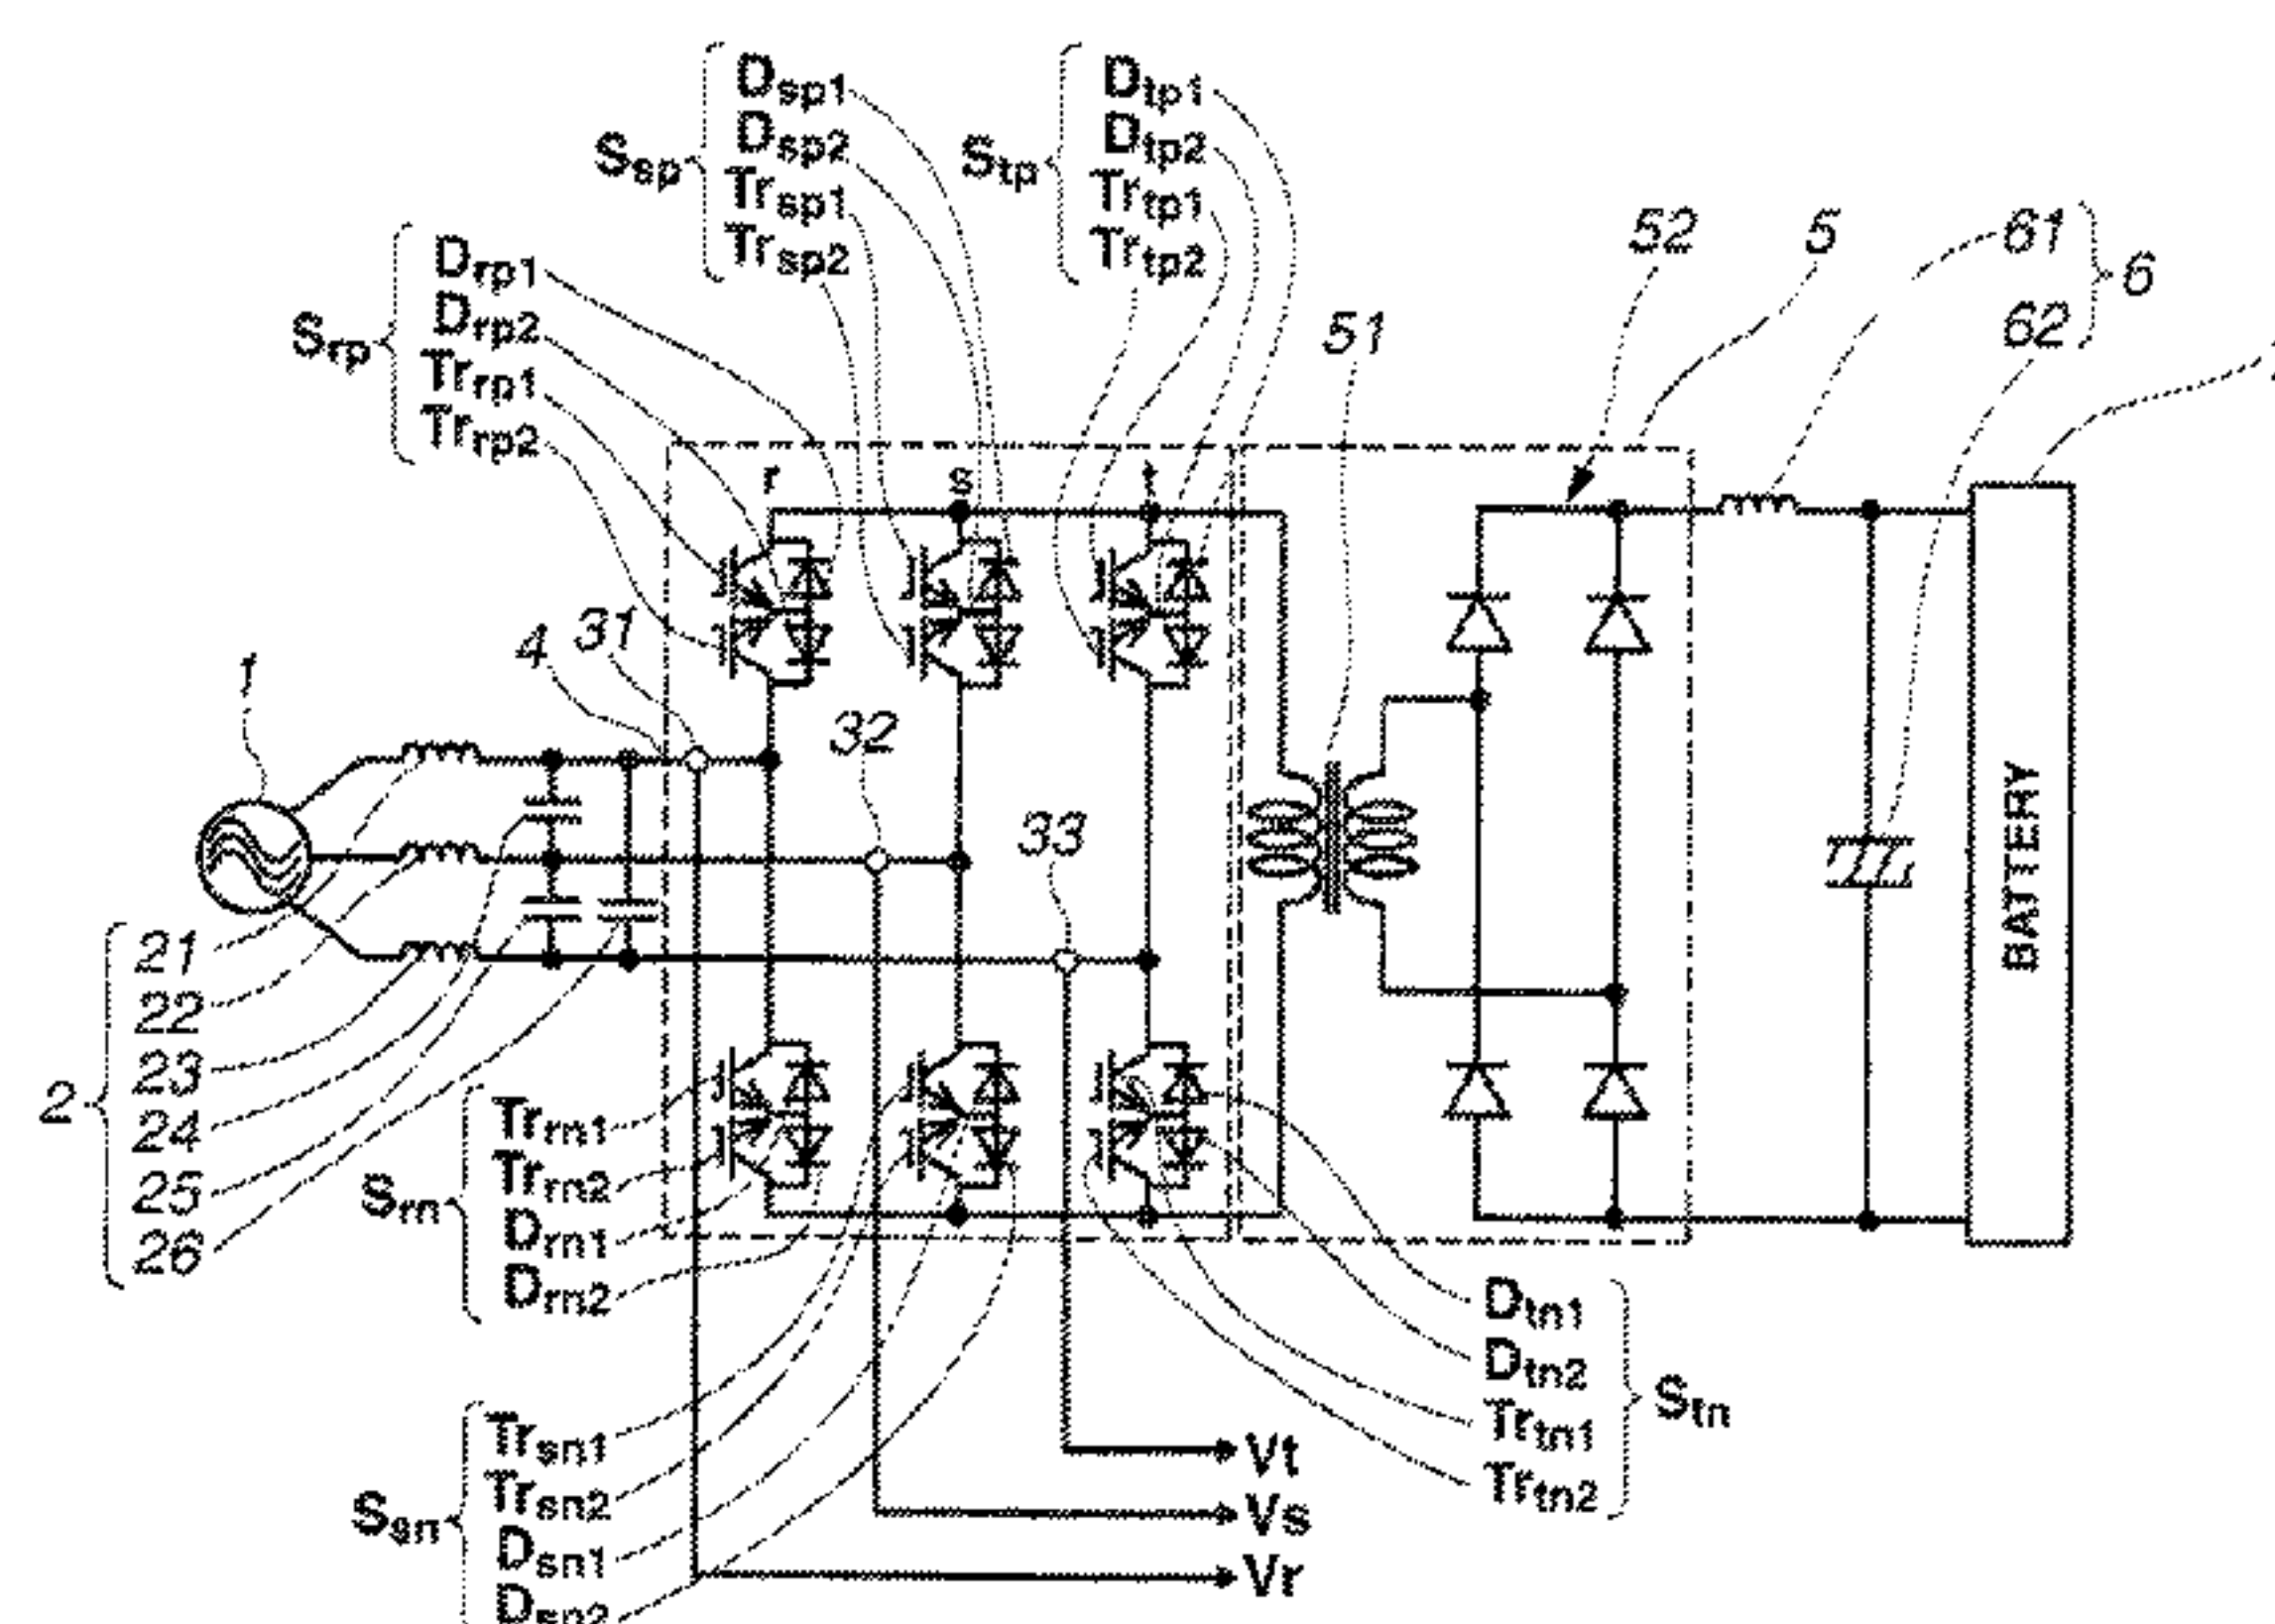 Dsp1
Dsp2
Ssp
Trsp1
Trsp2
Dtp1
Dtp2
Stp
Trtp1
Trtp2
Drp1
Drp2
Srp
Trrp1
Trrp2
52
5
61
62
6
51
r
s
t
4
31
1
32
33
BATTERY
2
21
22
23
24
25
26
Srn
Trrn1
Trrn2
Drn1
Drn2
Dtn1
Dtn2
Stn
Trtn1
Trtn2
Ssn
Trsn1
Trsn2
Dsn1
Dsn2
Vt
Vs
Vr